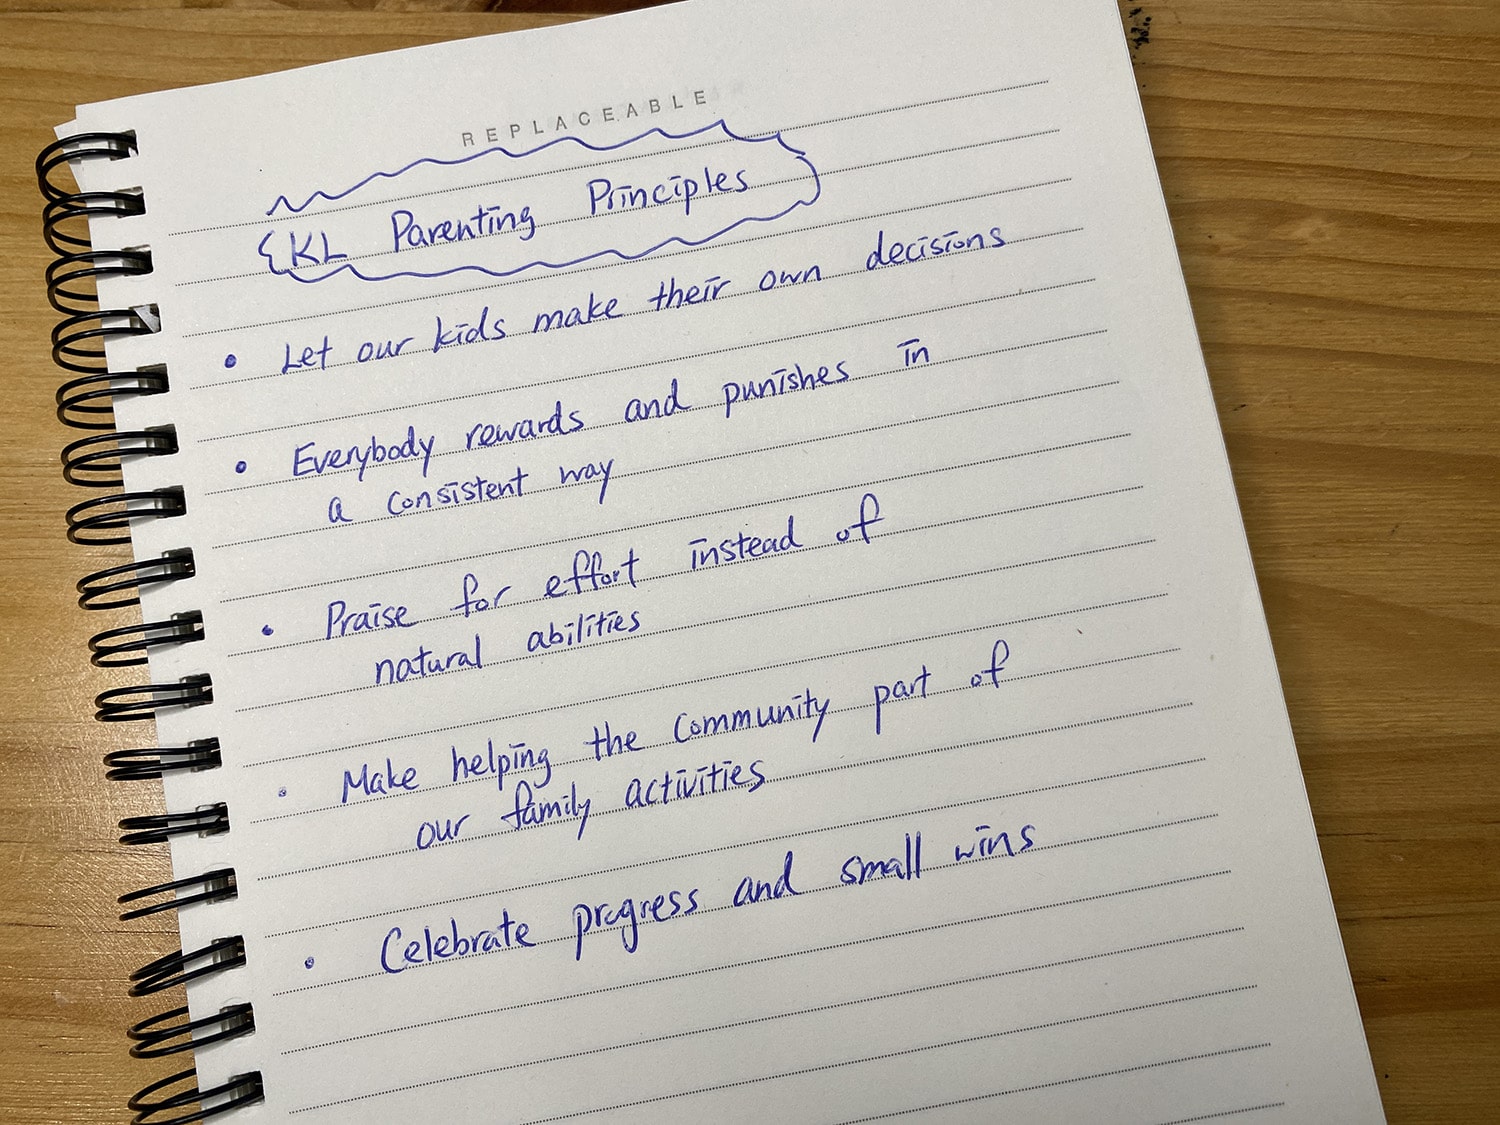 REPLACEABLE
KL Parenting Principles
• Let our kids make their own decisions
• Everybody rewards and punishes in
a consistent way
• Praise for effort instead of
natural abilities
• Make helping the community part of
our family activities
• Celebrate progress and small wins